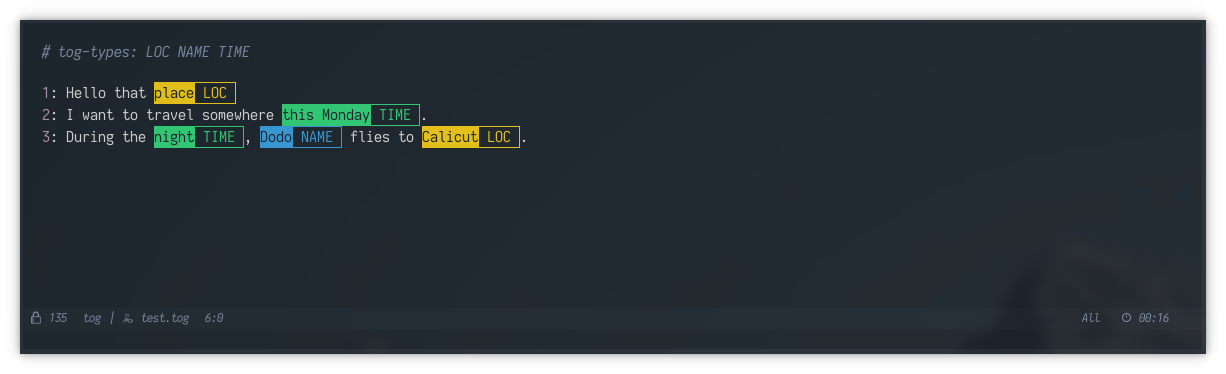 # tog-types: LOC NAME TIME
1: Hello that place LOC
2: I want to travel somewhere this Monday TIME.
3: During the night TIME, Dodo NAME flies to Calicut LOC.
135 tog | test.tog 6:0 All 00:16